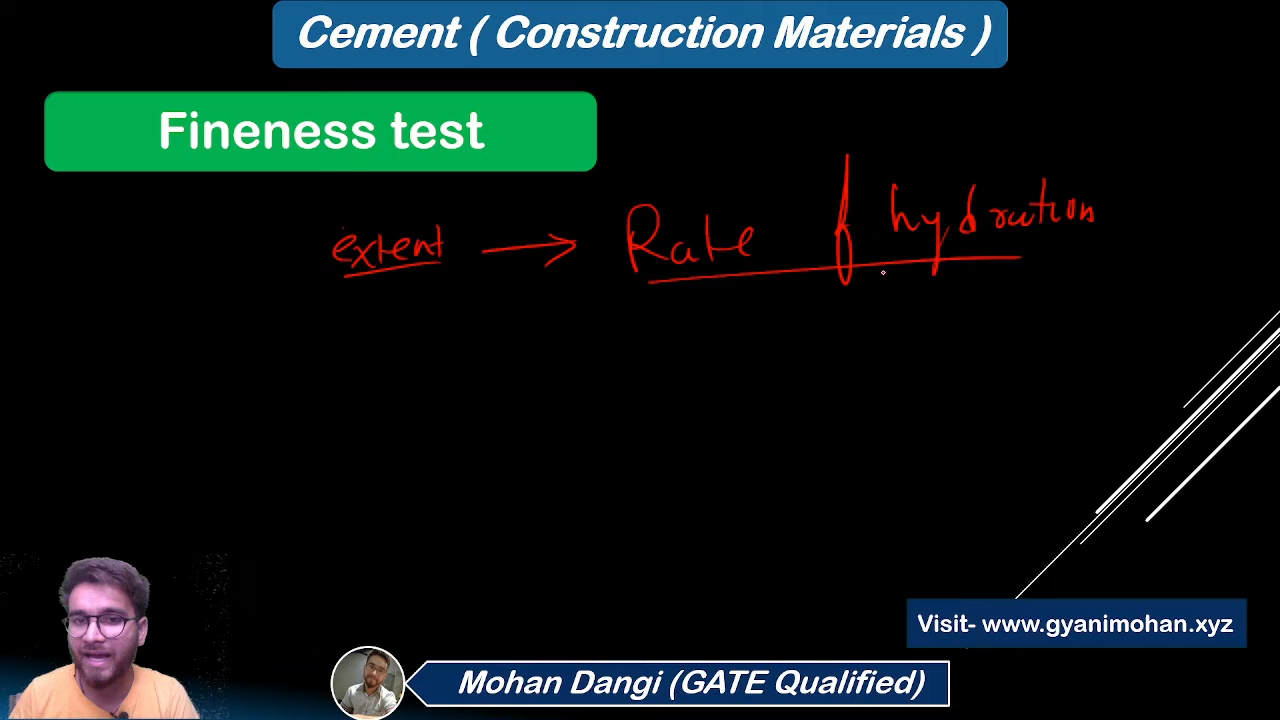 Cement ( Construction Materials )
Fineness test
extent → Rate of hydration
Visit- www.gyanimohan.xyz
Mohan Dangi (GATE Qualified)